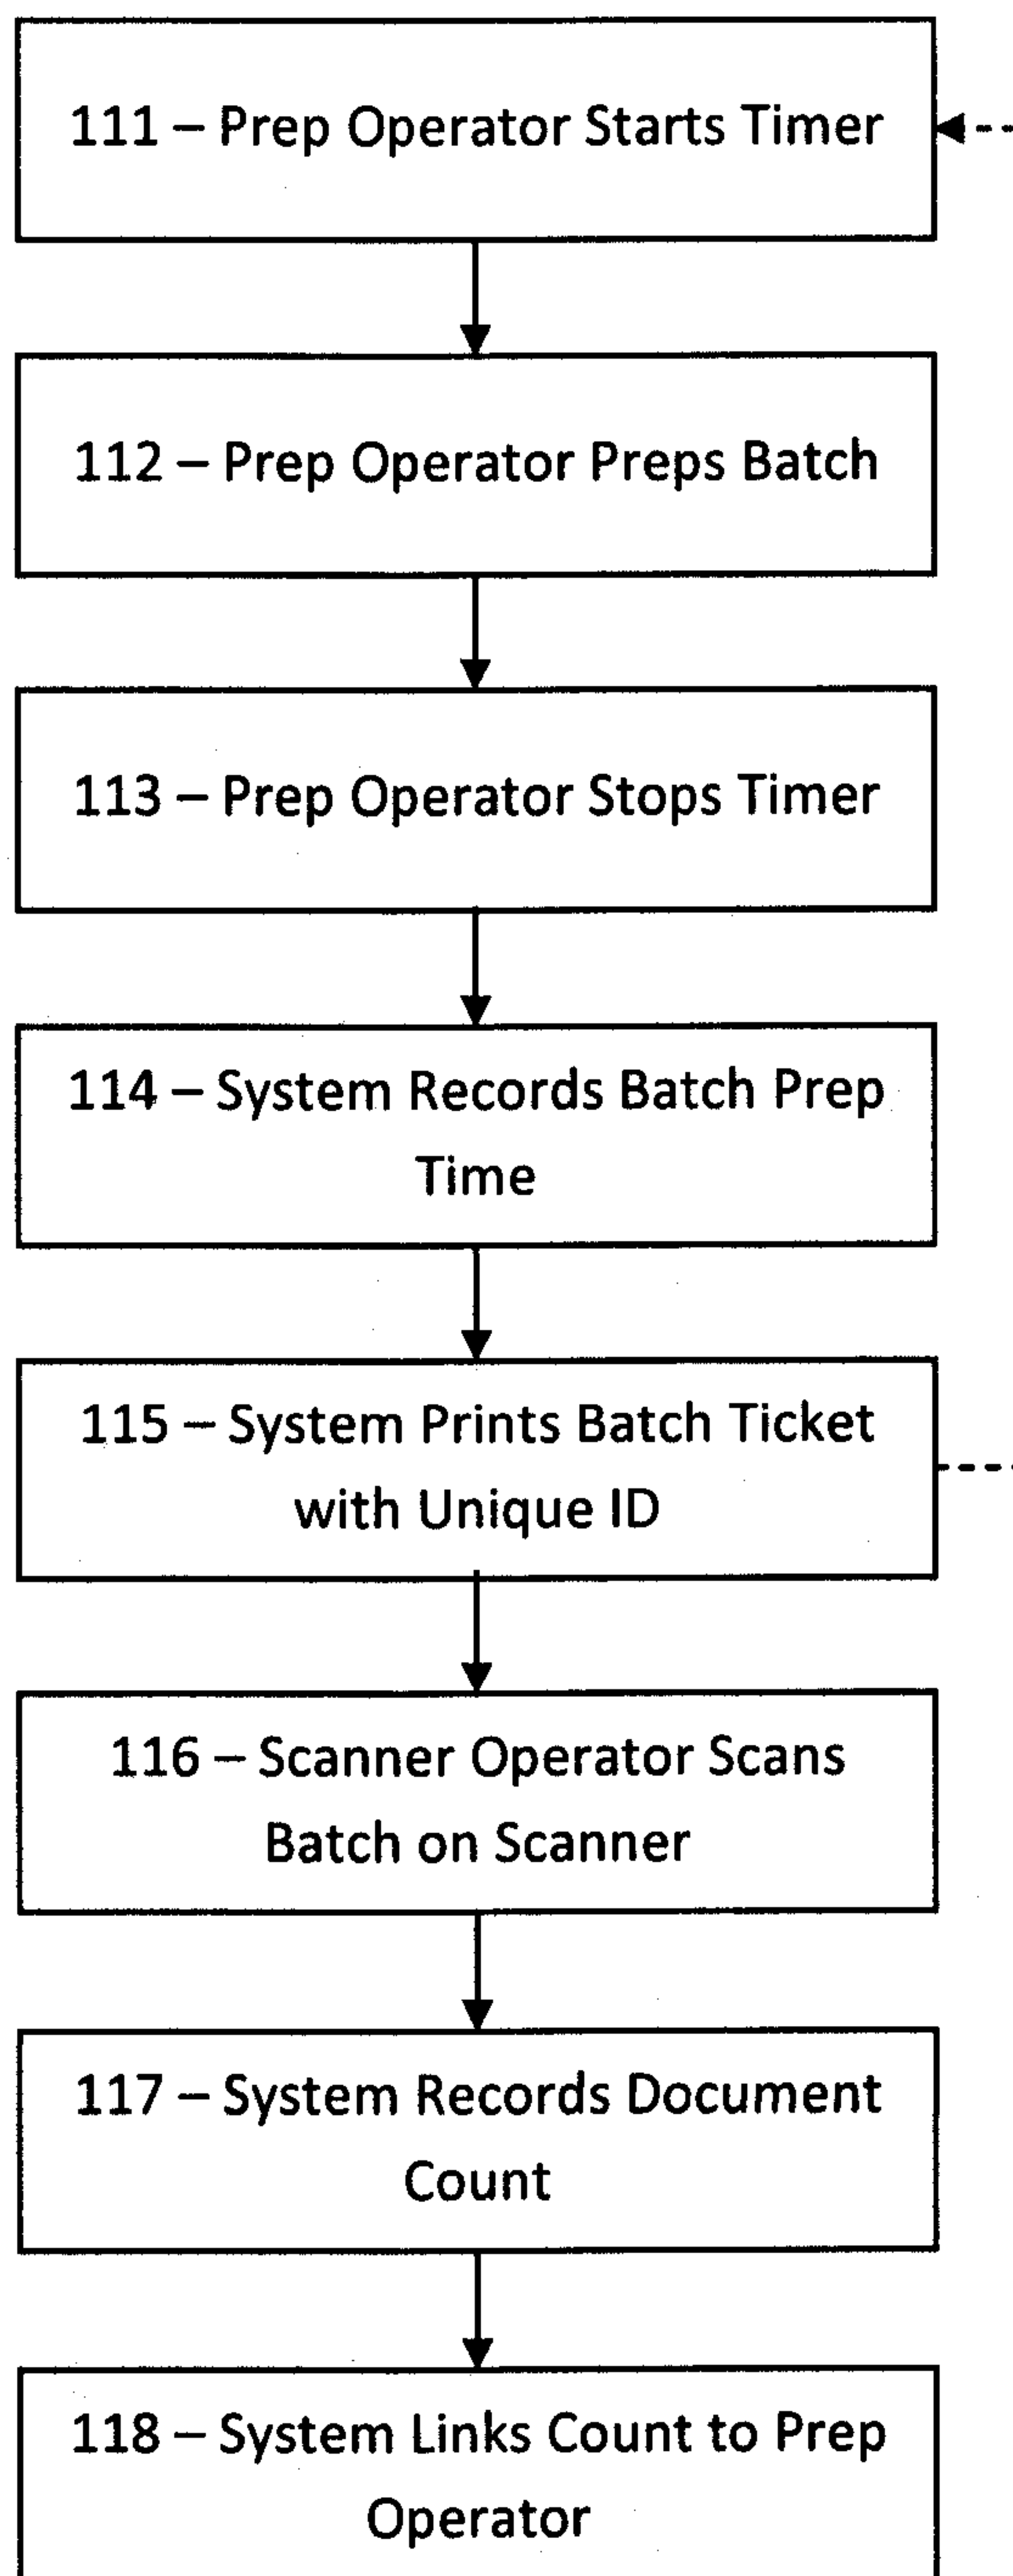 111 – Prep Operator Starts Timer
112 – Prep Operator Preps Batch
113 – Prep Operator Stops Timer
114 – System Records Batch Prep
Time
115 – System Prints Batch Ticket
with Unique ID
116 – Scanner Operator Scans
Batch on Scanner
117 – System Records Document
Count
118 – System Links Count to Prep
Operator